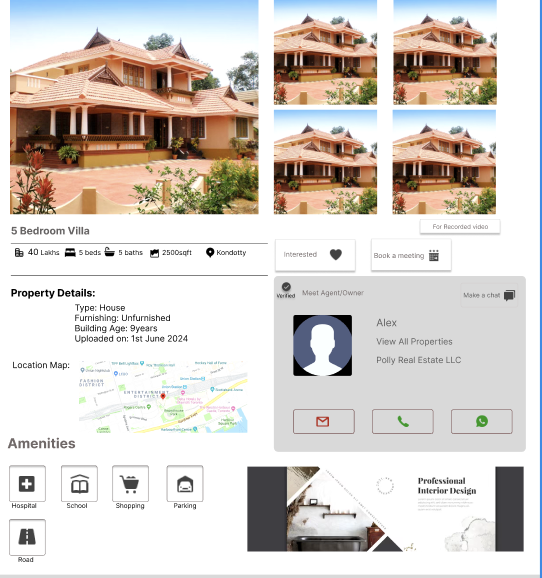 For Recorded video
5 Bedroom Villa
40 Lakhs
5 beds
5 baths
2500sqft
Kondotty
Interested
Book a meeting
Property Details:
Type: House
Furnishing: Unfurnished
Building Age: 9years
Uploaded on: 1st June 2024
Verified
Meet Agent/Owner
Make a chat
Alex
View All Properties
Polly Real Estate LLC
Location Map:
FASHION
DISTRICT
ENTERTAINMENT
DISTRICT
Amenities
Hospital
School
Shopping
Parking
Road
Professional
Interior Design